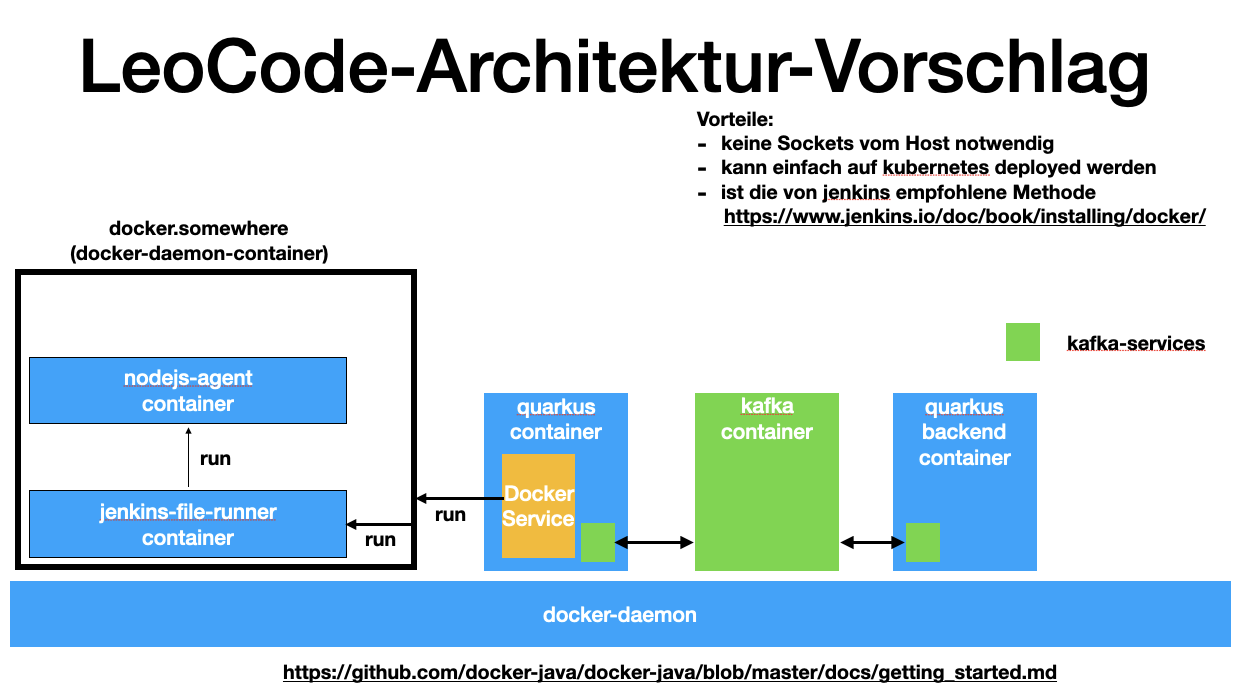 LeoCode-Architektur-Vorschlag
Vorteile:
- keine Sockets vom Host notwendig
- kann einfach auf kubernetes deployed werden
- ist die von jenkins empfohlene Methode
https://www.jenkins.io/doc/book/installing/docker/
docker.somewhere
(docker-daemon-container)
kafka-services
nodejs-agent
container
run
jenkins-file-runner
container
run
run
quarkus
container
Docker
Service
kafka
container
quarkus
backend
container
docker-daemon
https://github.com/docker-java/docker-java/blob/master/docs/getting_started.md